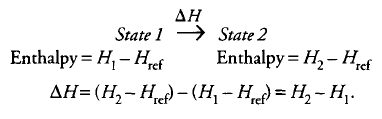 ΔH
State 1 → State 2
Enthalpy = H₁ – H_ref Enthalpy = H₂ – H_ref
ΔH = (H₂ – H_ref) – (H₁ – H_ref) = H₂ – H₁.